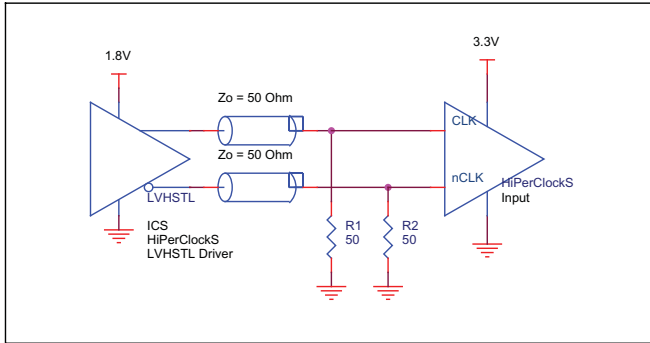 1.8V
3.3V
Zo = 50 Ohm
CLK
Zo = 50 Ohm
nCLK
LVHSTL
HiPerClockS
Input
ICS
HiPerClockS
LVHSTL Driver
R1
50
R2
50